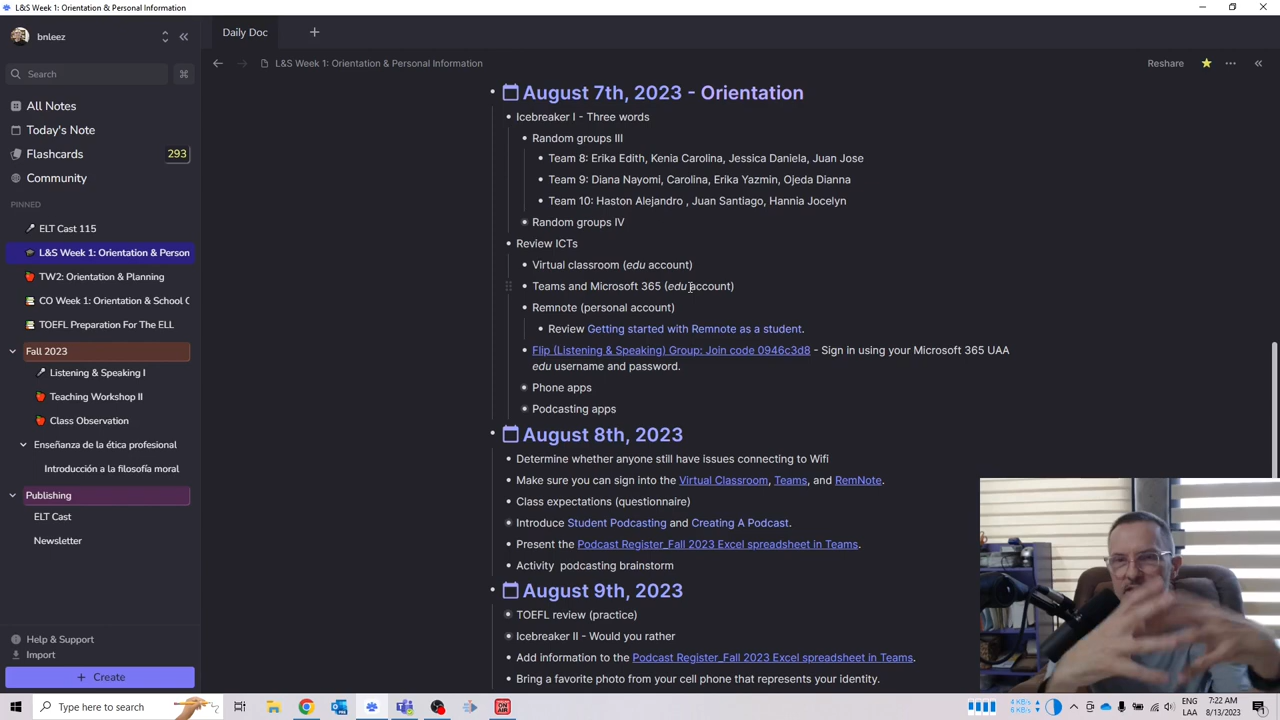 L&S Week 1: Orientation & Personal Information
bnleez
Daily Doc
Search
L&S Week 1: Orientation & Personal Information
Reshare
All Notes
Today's Note
Flashcards
293
Community
PINNED
ELT Cast 115
L&S Week 1: Orientation & Person
TW2: Orientation & Planning
CO Week 1: Orientation & School C
TOEFL Preparation For The ELL
Fall 2023
Listening & Speaking I
Teaching Workshop II
Class Observation
Enseñanza de la ética profesional
Introducción a la filosofía moral
Publishing
ELT Cast
Newsletter
Help & Support
Import
Create
August 7th, 2023 - Orientation
Icebreaker I - Three words
Random groups III
Team 8: Erika Edith, Kenia Carolina, Jessica Daniela, Juan Jose
Team 9: Diana Nayomi, Carolina, Erika Yazmin, Ojeda Dianna
Team 10: Haston Alejandro , Juan Santiago, Hannia Jocelyn
Random groups IV
Review ICTs
Virtual classroom (edu account)
Teams and Microsoft 365 (edu account)
Remnote (personal account)
Review Getting started with Remnote as a student.
Flip (Listening & Speaking) Group: Join code 0946c3d8 - Sign in using your Microsoft 365 UAA
edu username and password.
Phone apps
Podcasting apps
August 8th, 2023
Determine whether anyone still have issues connecting to Wifi
Make sure you can sign into the Virtual Classroom, Teams, and RemNote.
Class expectations (questionnaire)
Introduce Student Podcasting and Creating A Podcast.
Present the Podcast Register_Fall 2023 Excel spreadsheet in Teams.
Activity podcasting brainstorm
August 9th, 2023
TOEFL review (practice)
Icebreaker II - Would you rather
Add information to the Podcast Register_Fall 2023 Excel spreadsheet in Teams.
Bring a favorite photo from your cell phone that represents your identity.
Type here to search
ON AIR
4 KB/s
6 KB/s
ENG
LAA
7:22 AM
8/13/2023